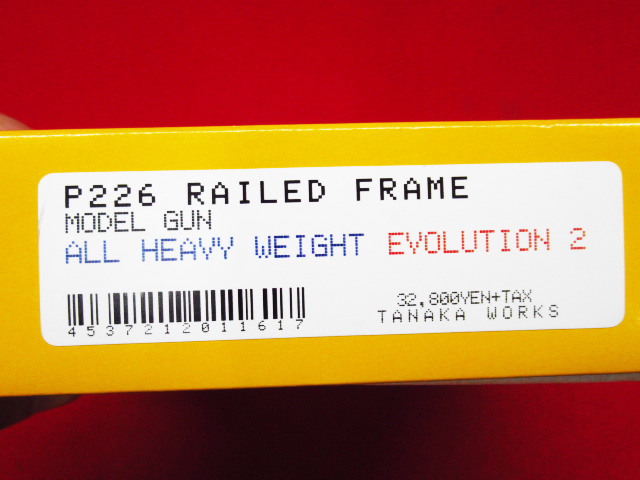 P226 RAILED FRAME
MODEL GUN
ALL HEAVY WEIGHT EVOLUTION 2
4537212011617
32,800YEN+TAX
TANAKA WORKS